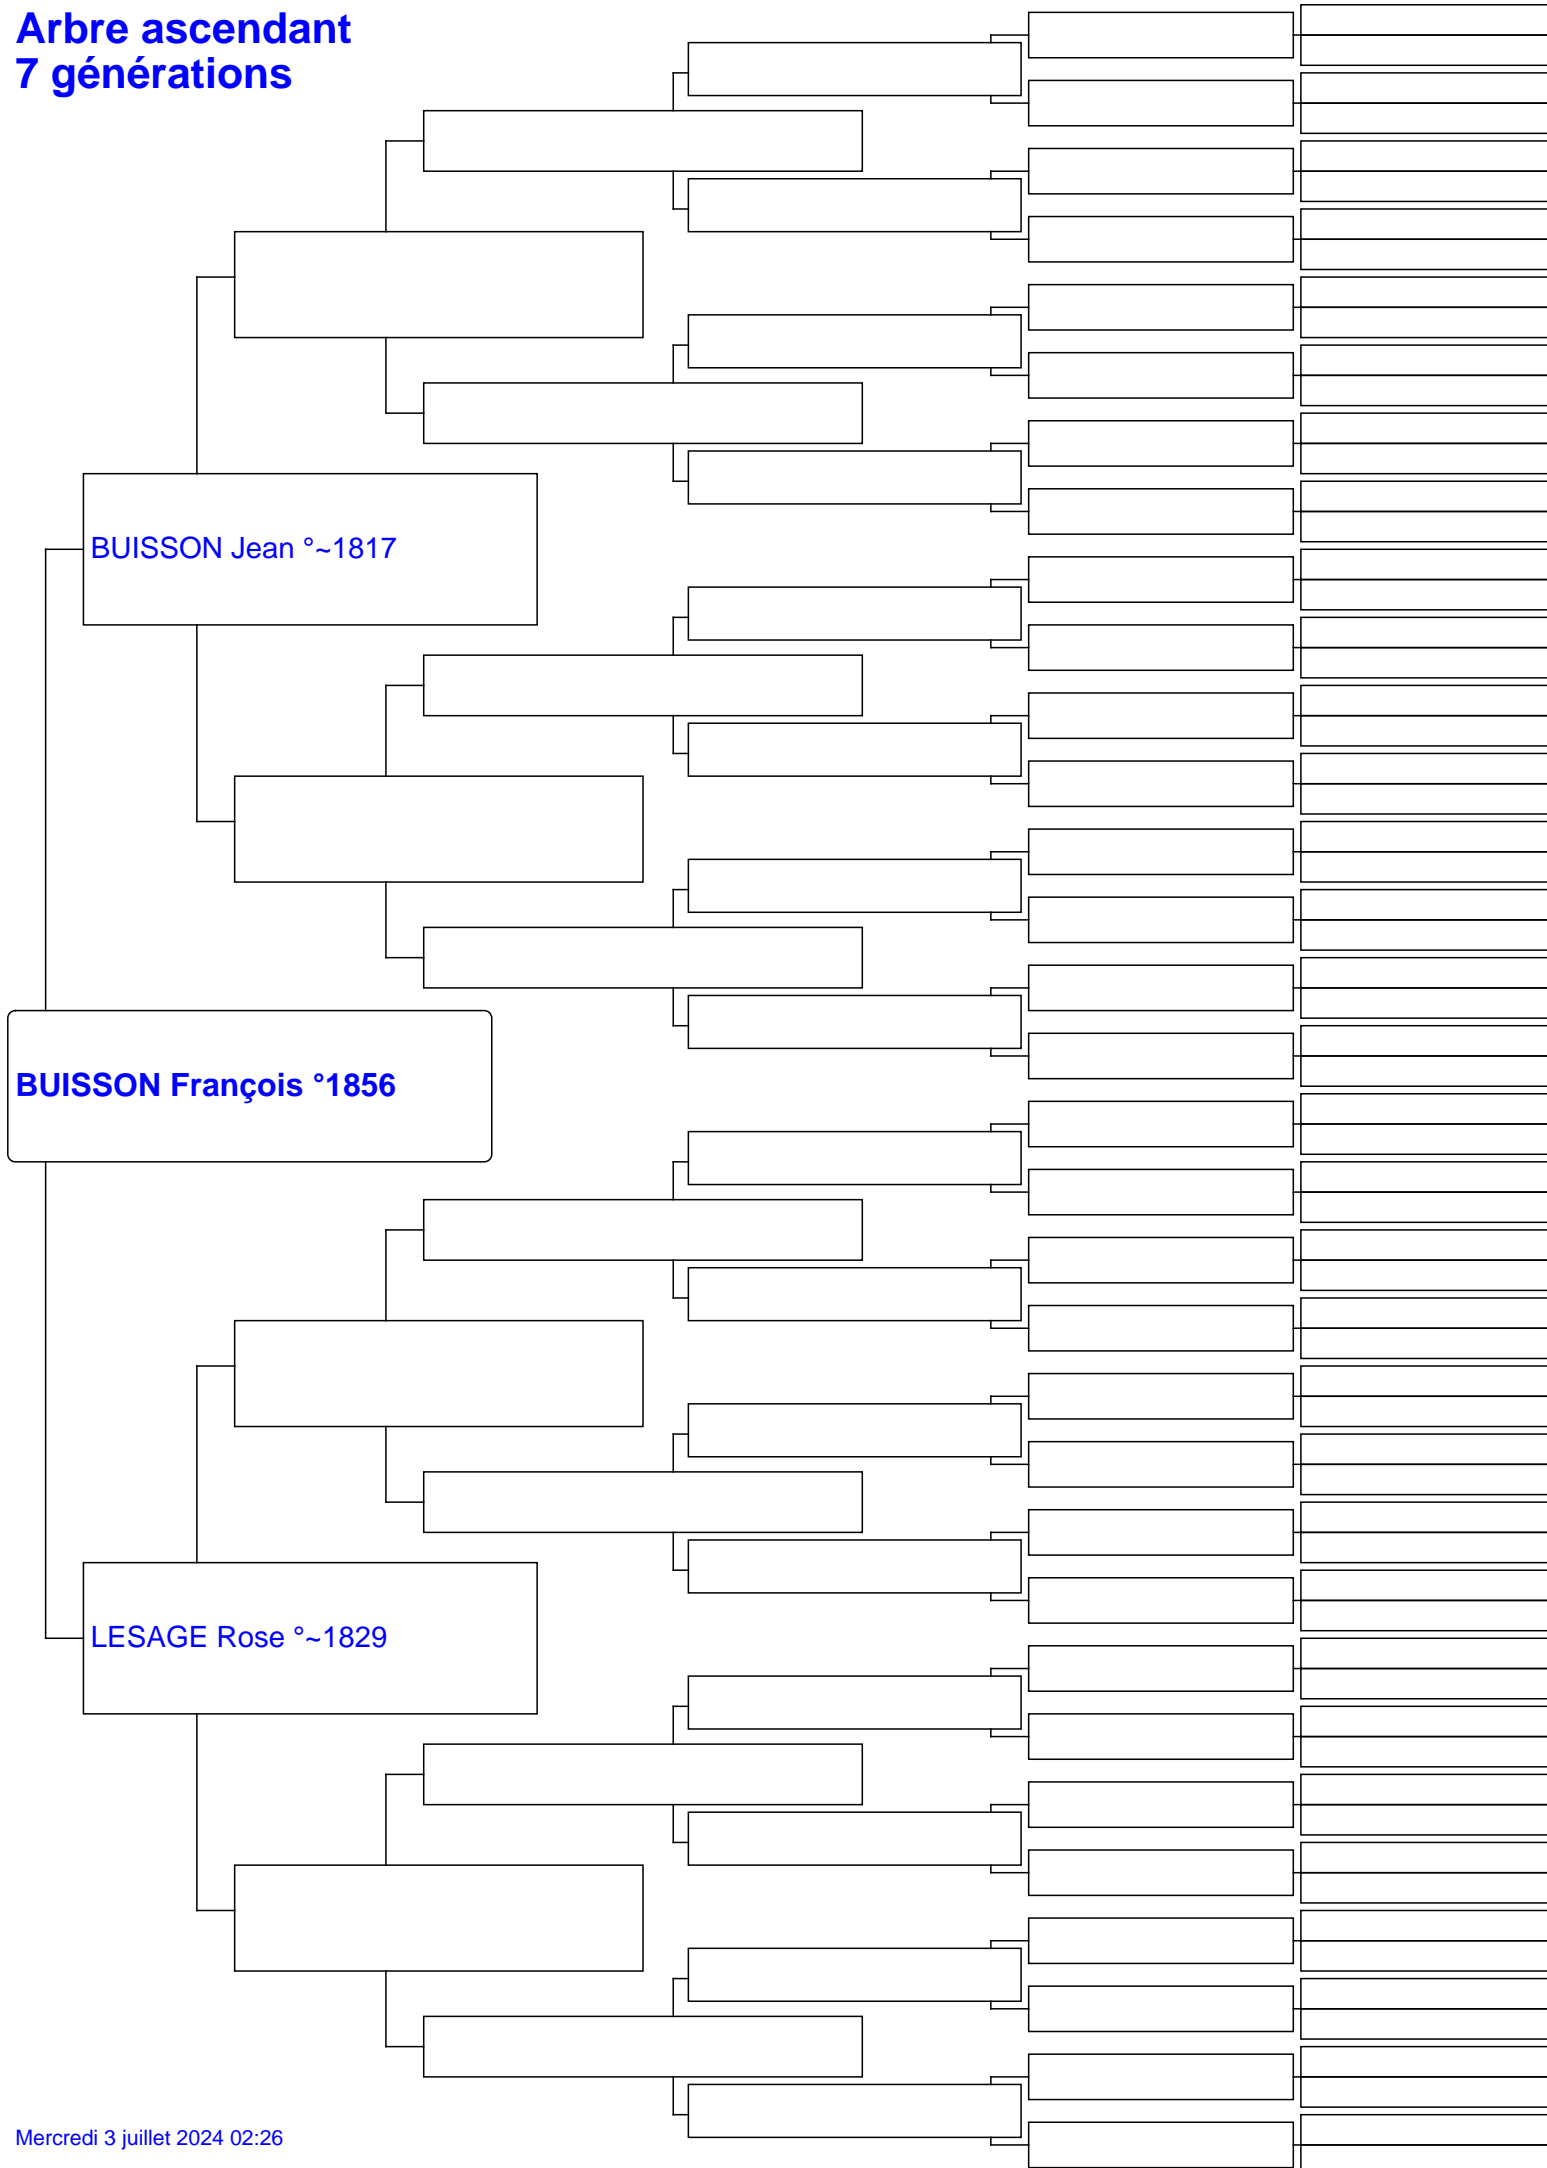 Arbre ascendant
7 générations
BUISSON Jean °~1817
BUISSON François °1856
LESAGE Rose °~1829
Mercredi 3 juillet 2024 02:26